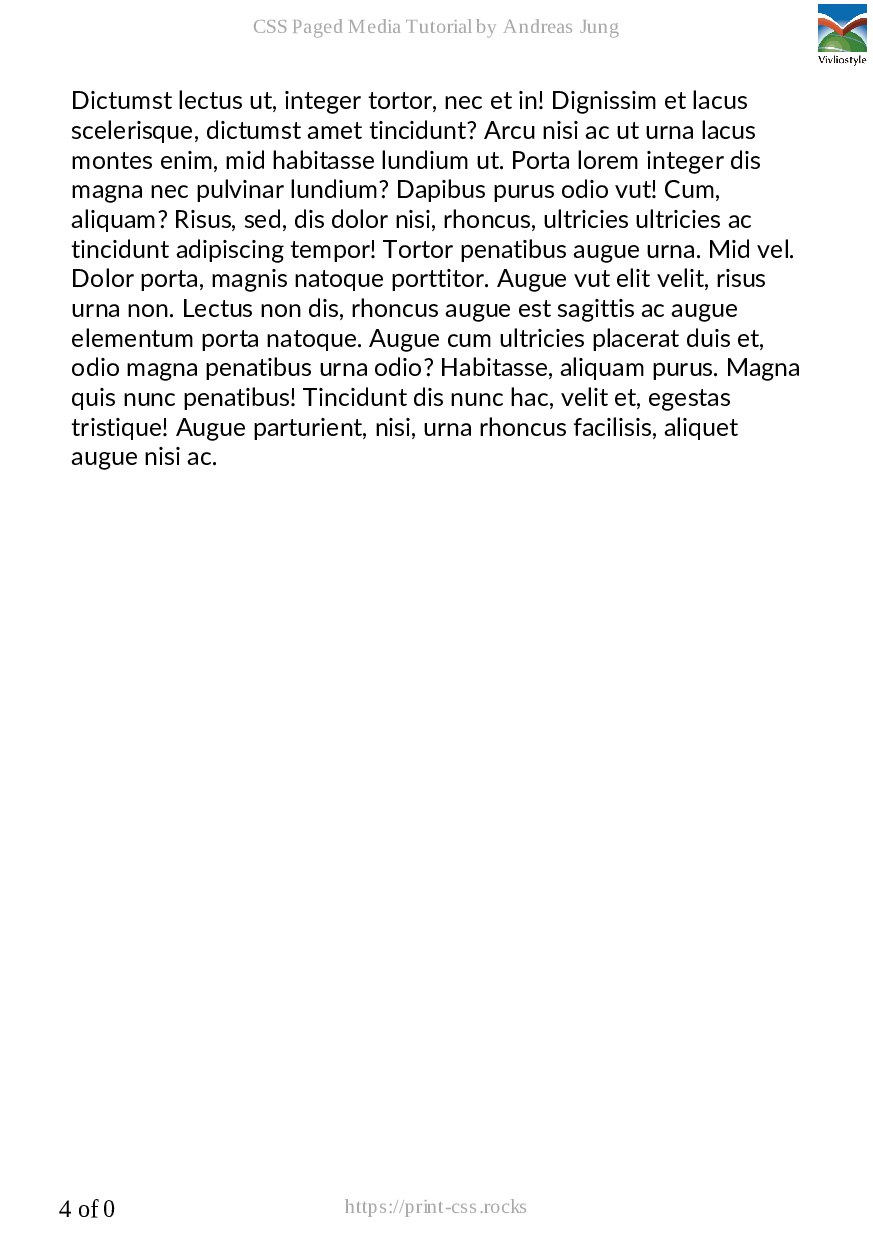 CSS Paged Media Tutorial by Andreas Jung
Vivliostyle
Dictumst lectus ut, integer tortor, nec et in! Dignissim et lacus
scelerisque, dictumst amet tincidunt? Arcu nisi ac ut urna lacus
montes enim, mid habitasse lundium ut. Porta lorem integer dis
magna nec pulvinar lundium? Dapibus purus odio vut! Cum,
aliquam? Risus, sed, dis dolor nisi, rhoncus, ultricies ultricies ac
tincidunt adipiscing tempor! Tortor penatibus augue urna. Mid vel.
Dolor porta, magnis natoque porttitor. Augue vut elit velit, risus
urna non. Lectus non dis, rhoncus augue est sagittis ac augue
elementum porta natoque. Augue cum ultricies placerat duis et,
odio magna penatibus urna odio? Habitasse, aliquam purus. Magna
quis nunc penatibus! Tincidunt dis nunc hac, velit et, egestas
tristique! Augue parturient, nisi, urna rhoncus facilisis, aliquet
augue nisi ac.
4 of 0
https://print-css.rocks